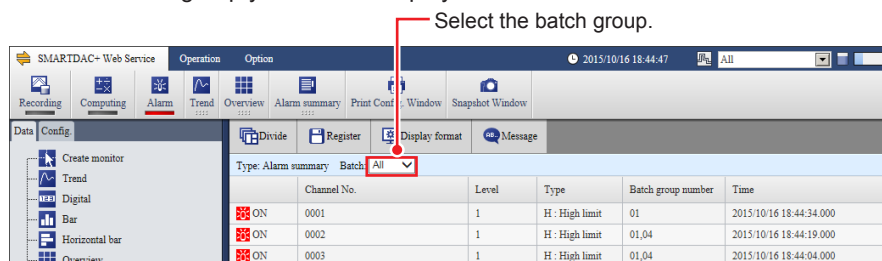 Select the batch group.
SMARTDAC+ Web Service Operation Option 2015/10/16 18:44:47 All
Recording Computing Alarm Trend Overview Alarm summary Print Config. Window Snapshot Window
Data Config. Divide Register Display format Message
Create monitor
Type: Alarm summary Batch: All
Trend
Channel No. Level Type Batch group number Time
Digital
Bar
ON 0001 1 H : High limit 01 2015/10/16 18:44:34.000
Horizontal bar
ON 0002 1 H : High limit 01,04 2015/10/16 18:44:19.000
Overview
ON 0003 1 H : High limit 01,04 2015/10/16 18:44:04.000